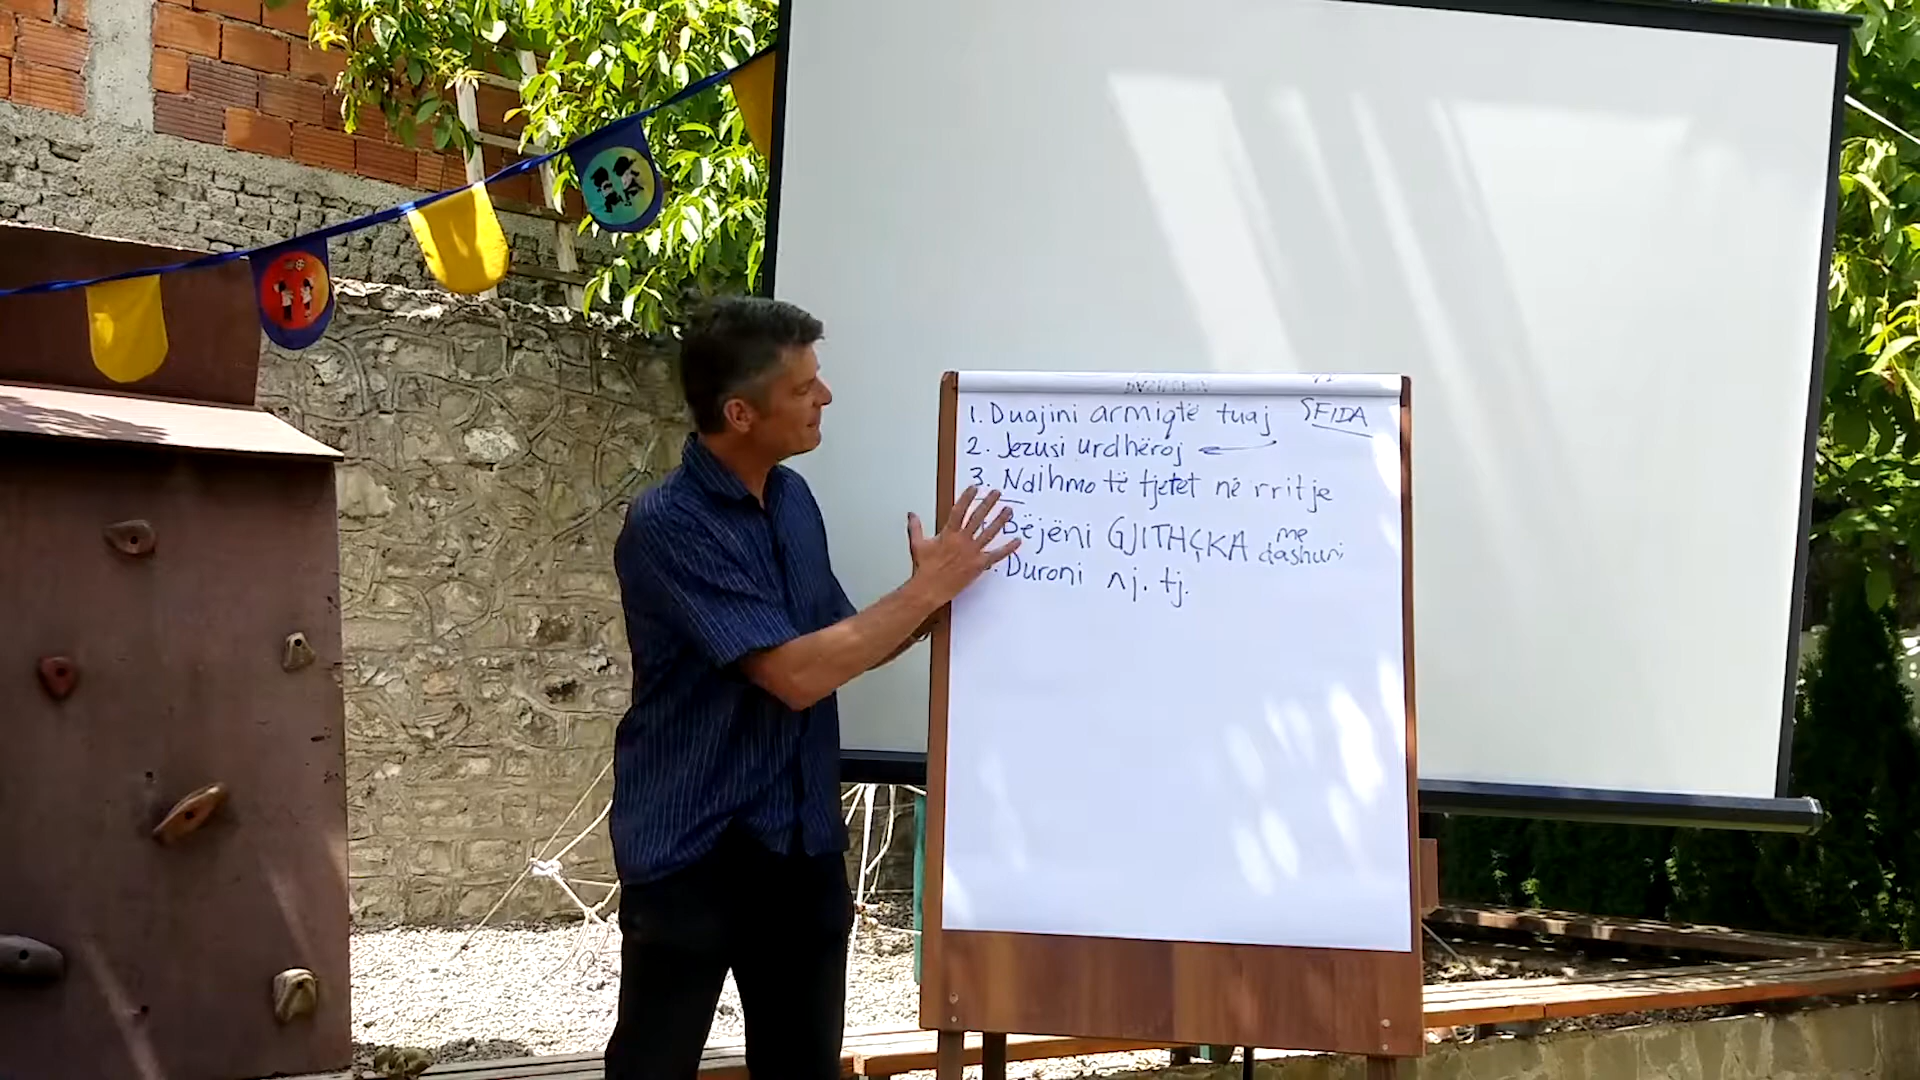 1. Duajini armiqtë tuaj SFIDA
2. Jezusi urdhëroj
3. Ndihmo të tjetet në rritje
Bëjeni GJITHÇKA me dashuri
Duroni nj. tj.